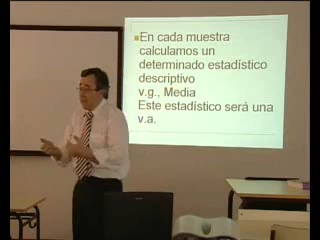 En cada muestra
calculamos un
determinado estadístico
descriptivo
v.g., Media
Este estadístico será una
v.a.